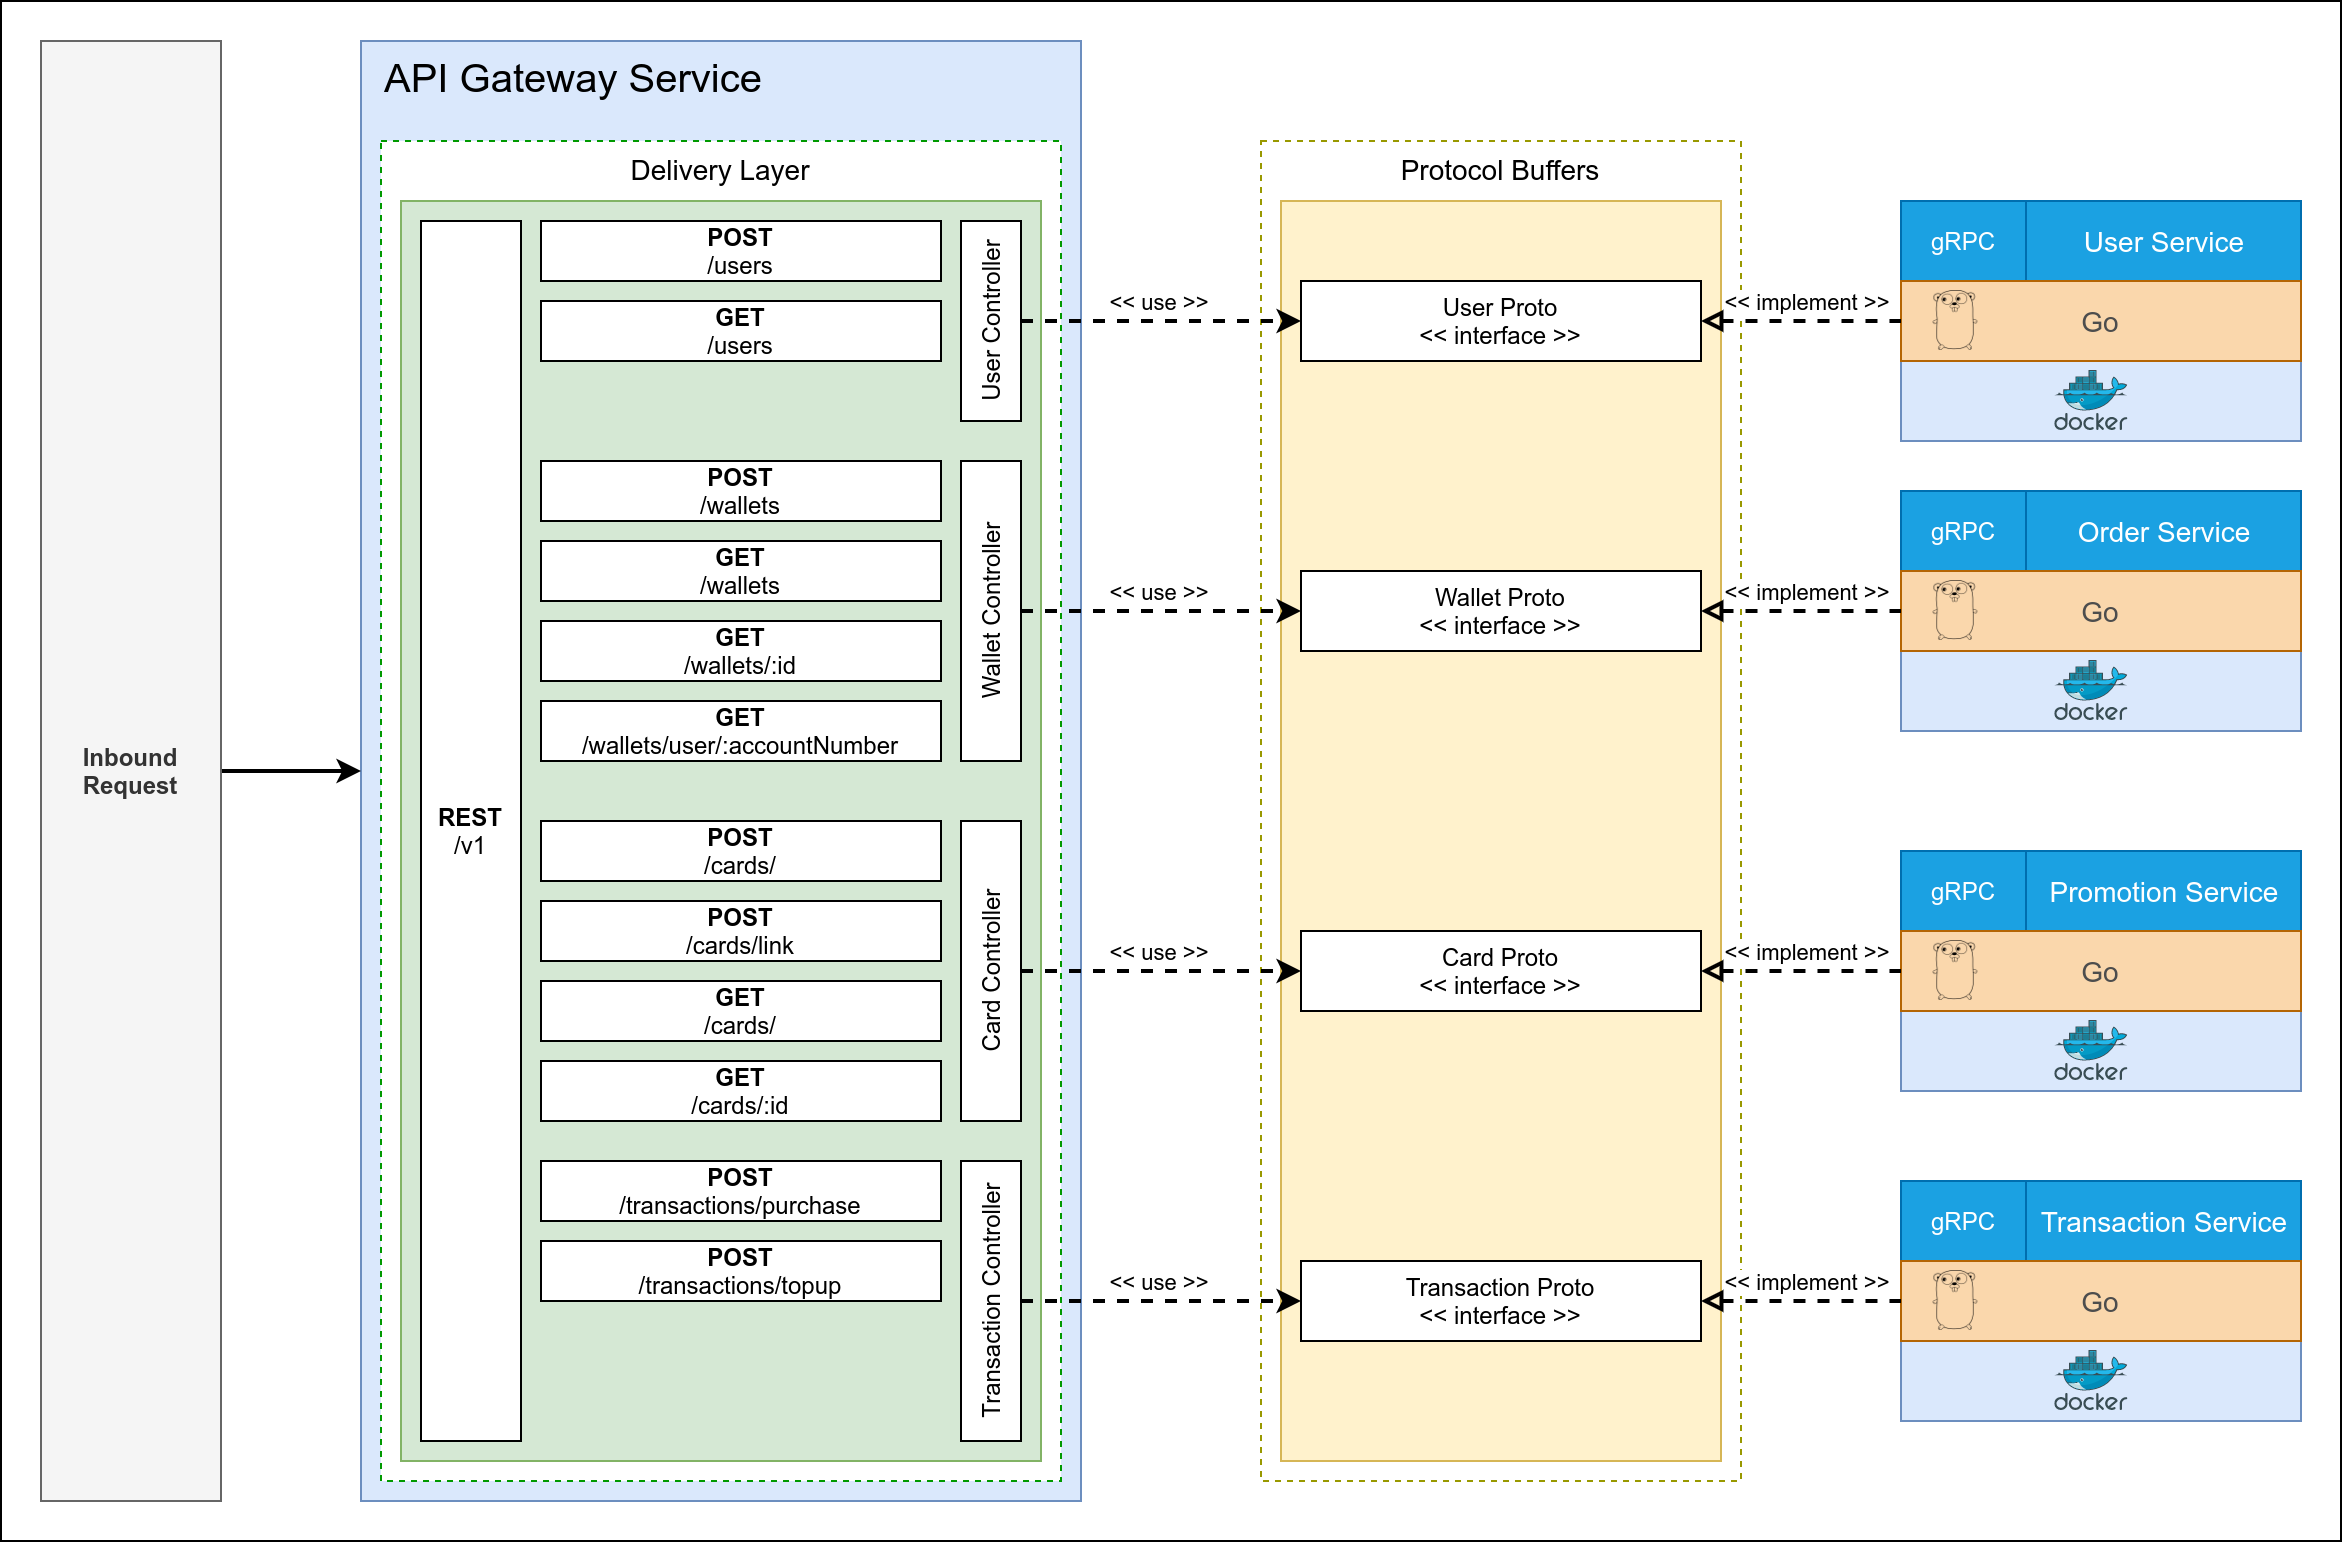 API Gateway Service
Inbound
Request
Delivery Layer
REST
/v1
POST
/users
GET
/users
User Controller
POST
/wallets
GET
/wallets
GET
/wallets/:id
GET
/wallets/user/:accountNumber
Wallet Controller
POST
/cards/
POST
/cards/link
GET
/cards/
GET
/cards/:id
Card Controller
POST
/transactions/purchase
POST
/transactions/topup
Transaction Controller
<< use >>
<< use >>
<< use >>
<< use >>
Protocol Buffers
User Proto
<< interface >>
Wallet Proto
<< interface >>
Card Proto
<< interface >>
Transaction Proto
<< interface >>
<< implement >>
<< implement >>
<< implement >>
<< implement >>
gRPC
User Service
Go
docker
gRPC
Order Service
Go
docker
gRPC
Promotion Service
Go
docker
gRPC
Transaction Service
Go
docker